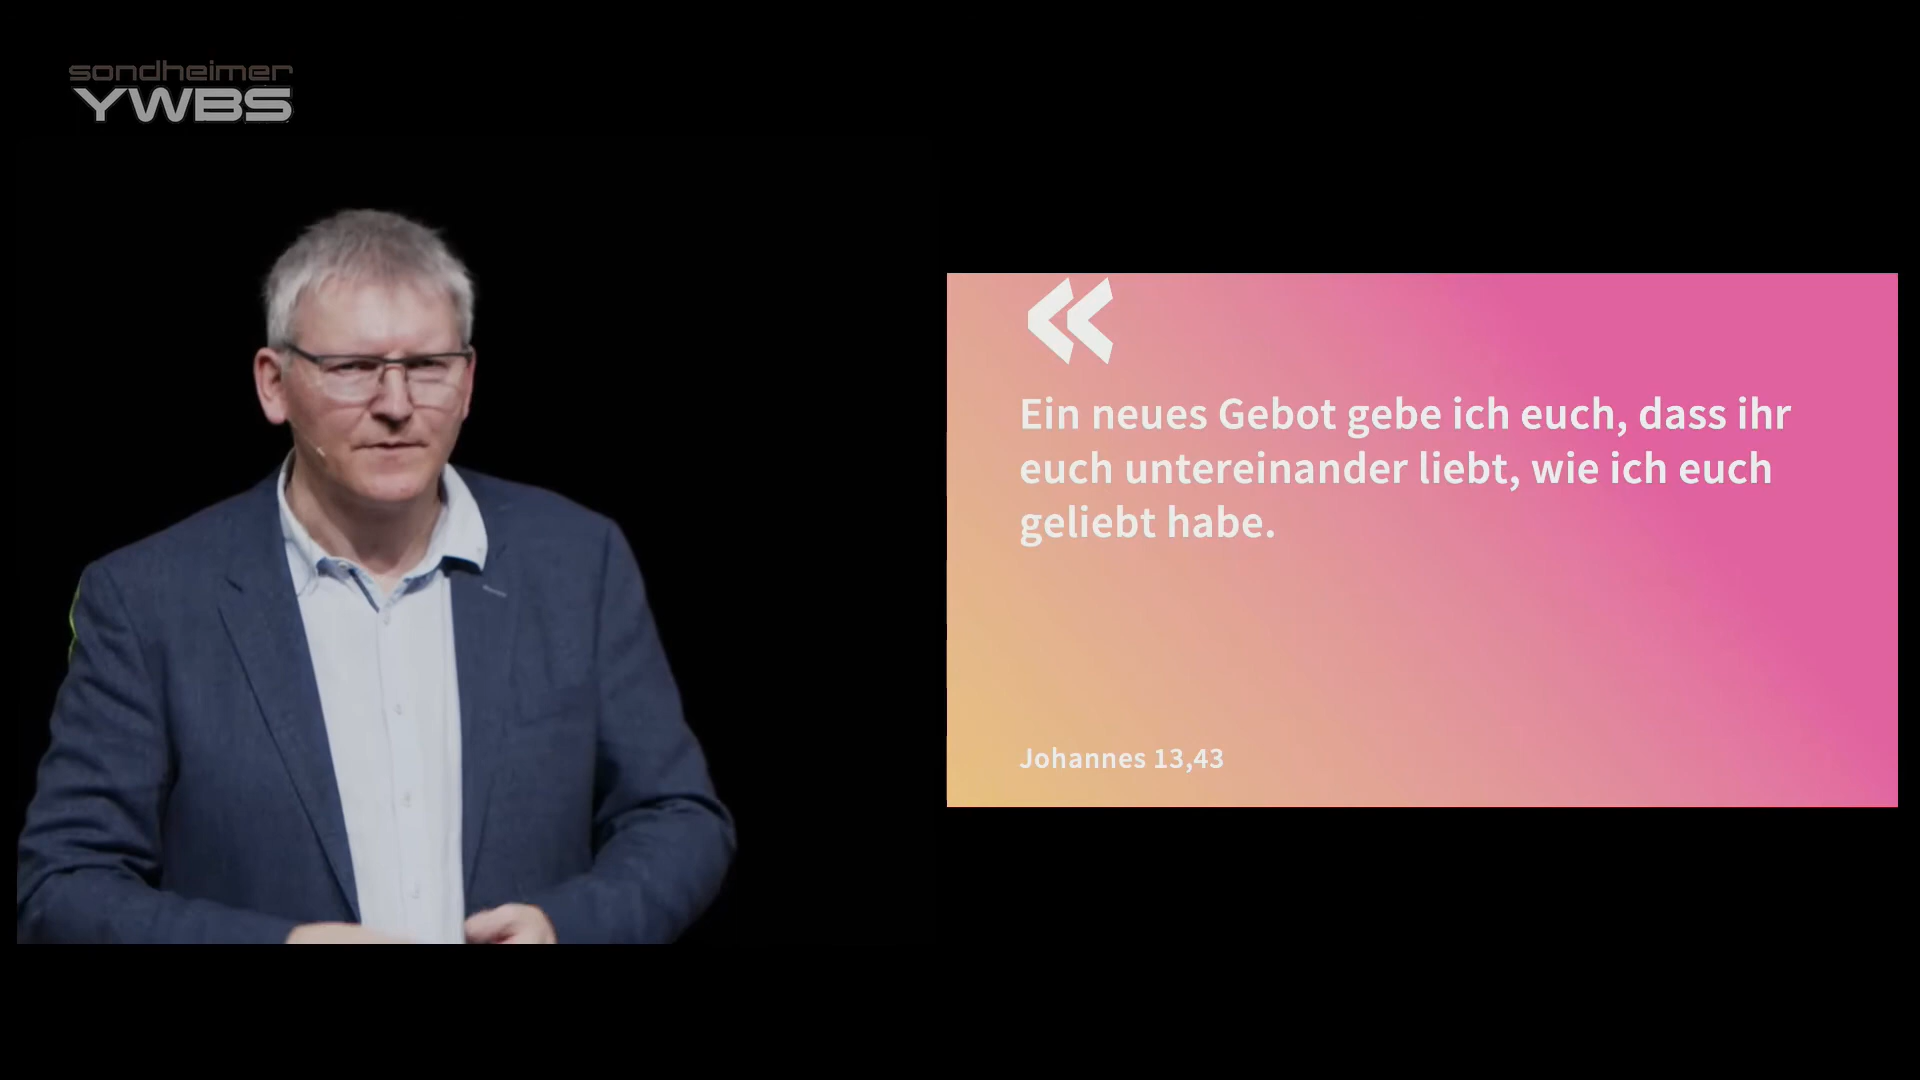 sondheimer
YWBS
«
Ein neues Gebot gebe ich euch, dass ihr
euch untereinander liebt, wie ich euch
geliebt habe.
Johannes 13,43